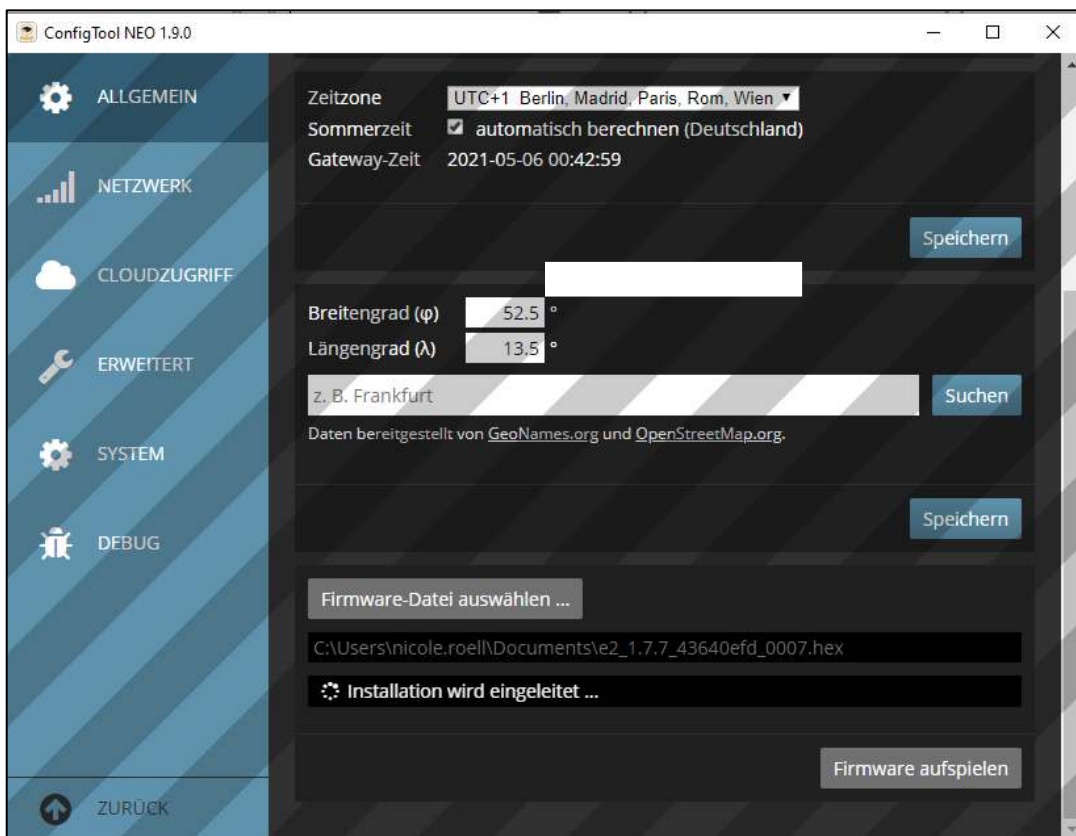 ConfigTool NEO 1.9.0
ALLGEMEIN
NETZWERK
CLOUDZUGRIFF
ERWEITERT
SYSTEM
DEBUG
ZURÜCK
Zeitzone UTC+1 Berlin, Madrid, Paris, Rom, Wien
Sommerzeit automatisch berechnen (Deutschland)
Gateway-Zeit 2021-05-06 00:42:59
Speichern
Breitengrad (φ) 52.5 °
Längengrad (λ) 13.5 °
z. B. Frankfurt Suchen
Daten bereitgestellt von GeoNames.org und OpenStreetMap.org.
Speichern
Firmware-Datei auswählen ...
C:\Users\nicole.roell\Documents\e2_1.7.7_43640efd_0007.hex
Installation wird eingeleitet ...
Firmware aufspielen